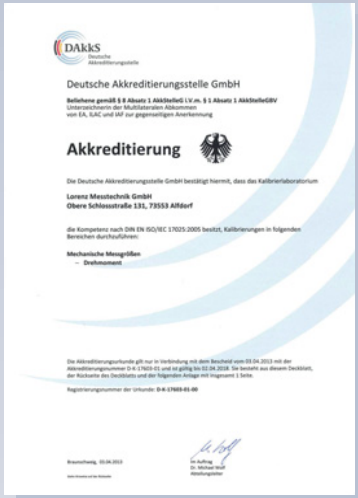 DAkkS
Deutsche
Akkreditierungsstelle
Deutsche Akkreditierungsstelle GmbH
Beliehene gemäß § 8 Absatz 1 AkkStelleG i.V.m. § 1 Absatz 1 AkkStelleGBV
Unterzeichnerin der Multilateralen Abkommen
von EA, ILAC und IAF zur gegenseitigen Anerkennung
Akkreditierung
Die Deutsche Akkreditierungsstelle GmbH bestätigt hiermit, dass das Kalibrierlaboratorium
Lorenz Messtechnik GmbH
Obere Schlossstraße 131, 73553 Alfdorf
die Kompetenz nach DIN EN ISO/IEC 17025:2005 besitzt, Kalibrierungen in folgenden
Bereichen durchzuführen:
Mechanische Messgrößen
– Drehmoment
Die Akkreditierungsurkunde gilt nur in Verbindung mit dem Bescheid vom 03.04.2013 mit der
Akkreditierungsnummer D-K-17603-01 und ist gültig bis 02.04.2018. Sie besteht aus diesem Deckblatt,
der Rückseite des Deckblatts und der folgenden Anlage mit insgesamt 1 Seite.
Registrierungsnummer der Urkunde: D-K-17603-01-00
Braunschweig, 03.04.2013
Im Auftrag
Dr. Michael Wolf
Abteilungsleiter
Siehe Hinweise auf der Rückseite